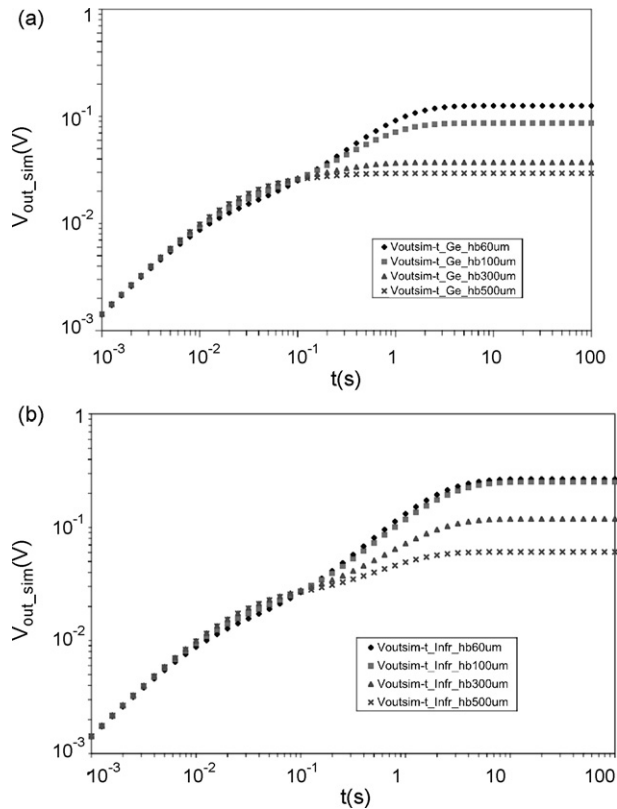 (a)
1
10⁻¹
10⁻²
10⁻³
V_out_sim(V)
Voutsim-t_Ge_hb60um
Voutsim-t_Ge_hb100um
Voutsim-t_Ge_hb300um
Voutsim-t_Ge_hb500um
10⁻³ 10⁻² 10⁻¹ 1 10 100
t(s)
(b)
1
10⁻¹
10⁻²
10⁻³
V_out_sim(V)
Voutsim-t_Infr_hb60um
Voutsim-t_Infr_hb100um
Voutsim-t_Infr_hb300um
Voutsim-t_Infr_hb500um
10⁻³ 10⁻² 10⁻¹ 1 10 100
t(s)